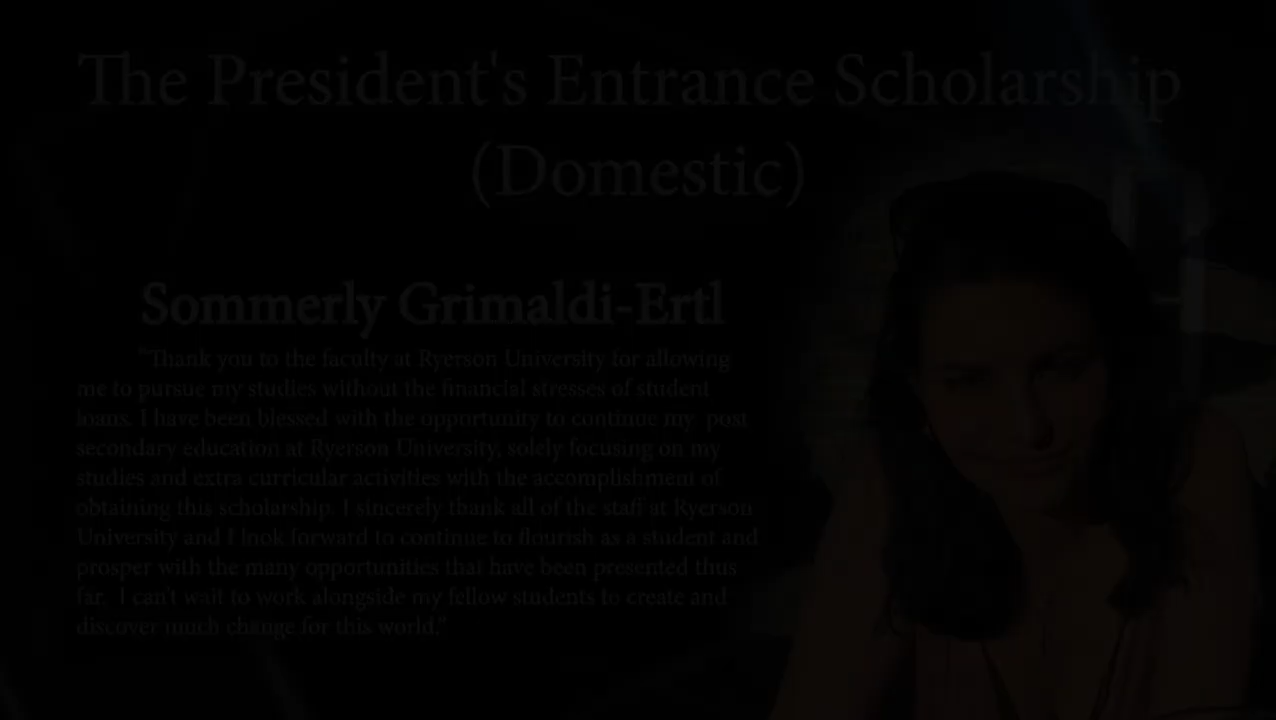 The President's Entrance Scholarship
(Domestic)
Sommerly Grimaldi-Ertl
"Thank you to the faculty at Ryerson University for allowing
me to pursue my studies without the financial stresses of student
loans. I have been blessed with the opportunity to continue my post
secondary education at Ryerson University, solely focusing on my
studies and extra curricular activities with the accomplishment of
obtaining this scholarship. I sincerely thank all of the staff at Ryerson
University and I look forward to continue to flourish as a student and
prosper with the many opportunities that have been presented thus
far. I can't wait to work alongside my fellow students to create and
discover much change for this world."